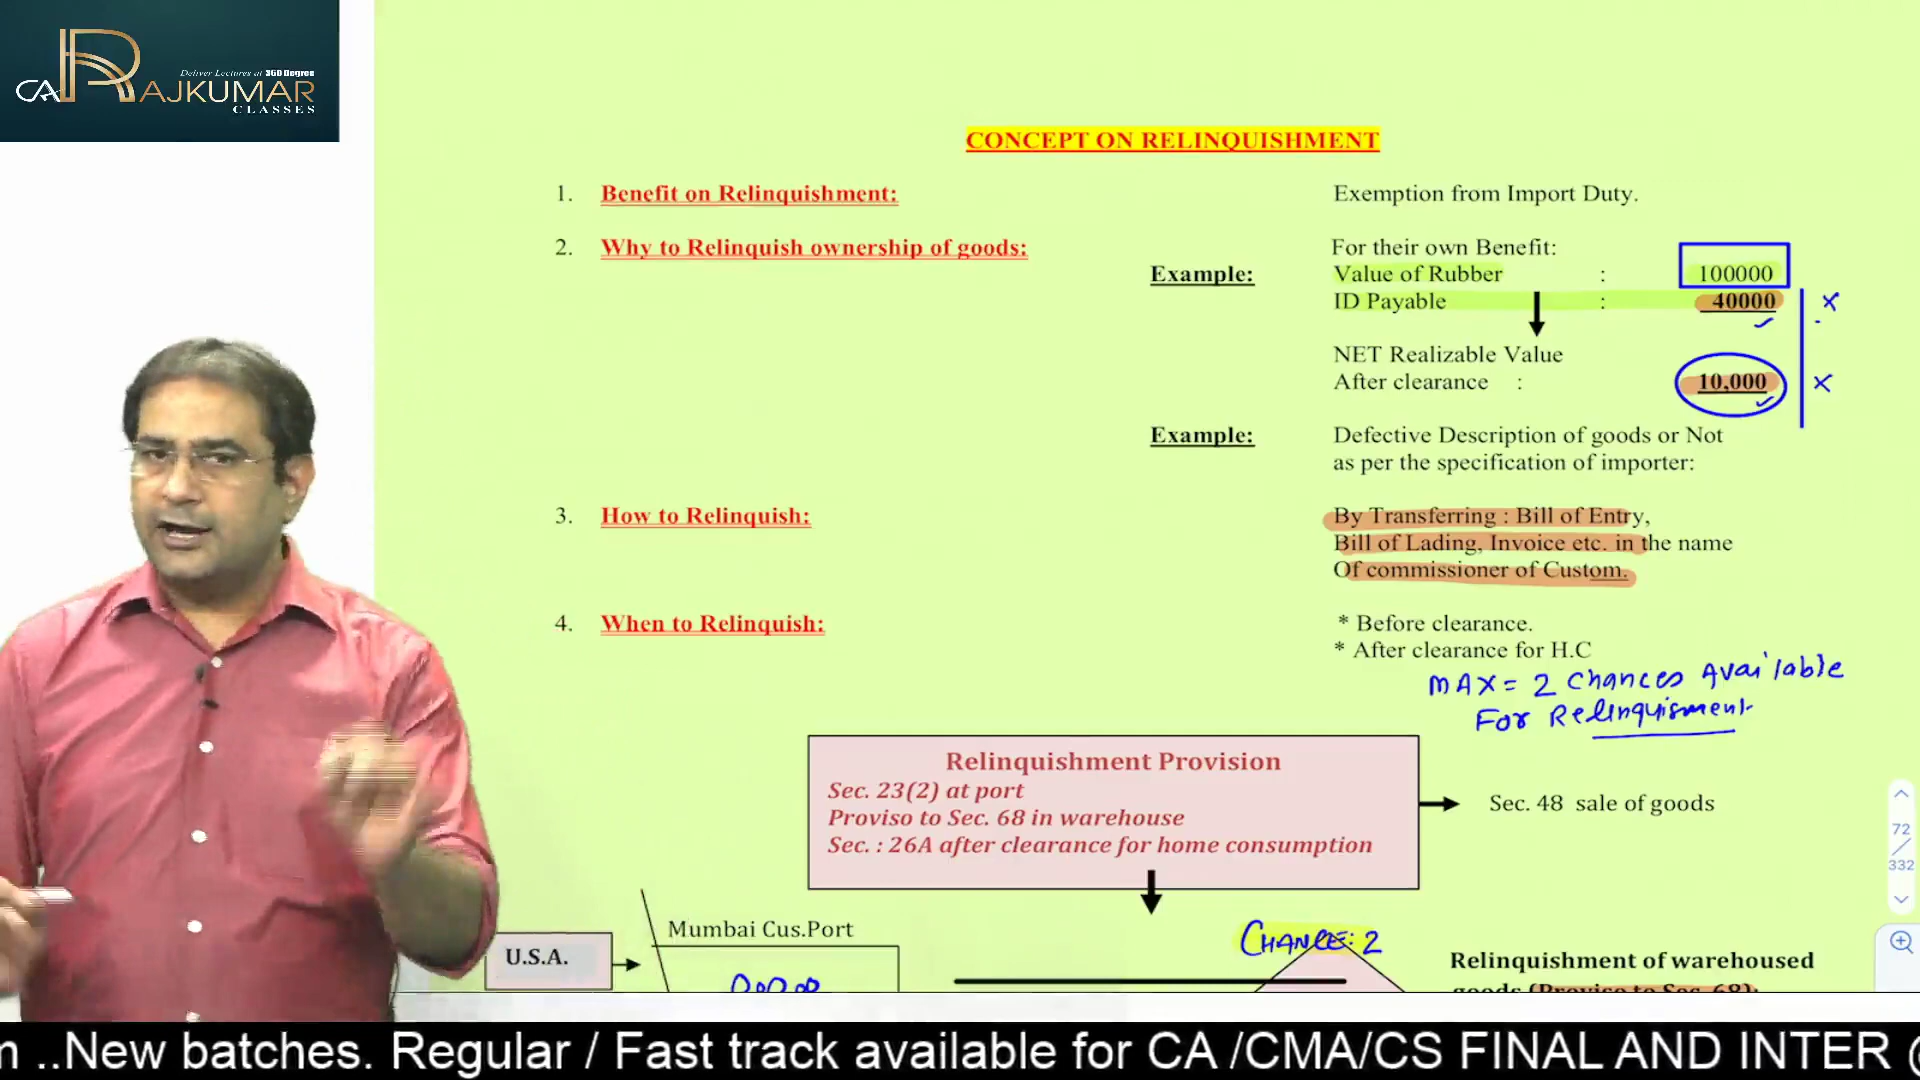 Deliver Lectures at 360 Degree
CA RAJKUMAR
CLASSES
CONCEPT ON RELINQUISHMENT
1. Benefit on Relinquishment: Exemption from Import Duty.
2. Why to Relinquish ownership of goods: For their own Benefit:
Example: Value of Rubber : 100000
ID Payable : 40000 x
NET Realizable Value
After clearance : 10,000 x
Example: Defective Description of goods or Not
as per the specification of importer:
3. How to Relinquish: By Transferring : Bill of Entry,
Bill of Lading, Invoice etc. in the name
Of commissioner of Custom.
4. When to Relinquish: * Before clearance.
* After clearance for H.C
MAX = 2 Chances Available
For Relinquisment
Relinquishment Provision
Sec. 23(2) at port
Proviso to Sec. 68 in warehouse
Sec. : 26A after clearance for home consumption
Sec. 48 sale of goods
72
332
Mumbai Cus.Port
U.S.A.
CHANCE: 2
Relinquishment of warehoused
goods (Proviso to Sec. 68):
m ..New batches. Regular / Fast track available for CA /CMA/CS FINAL AND INTER @